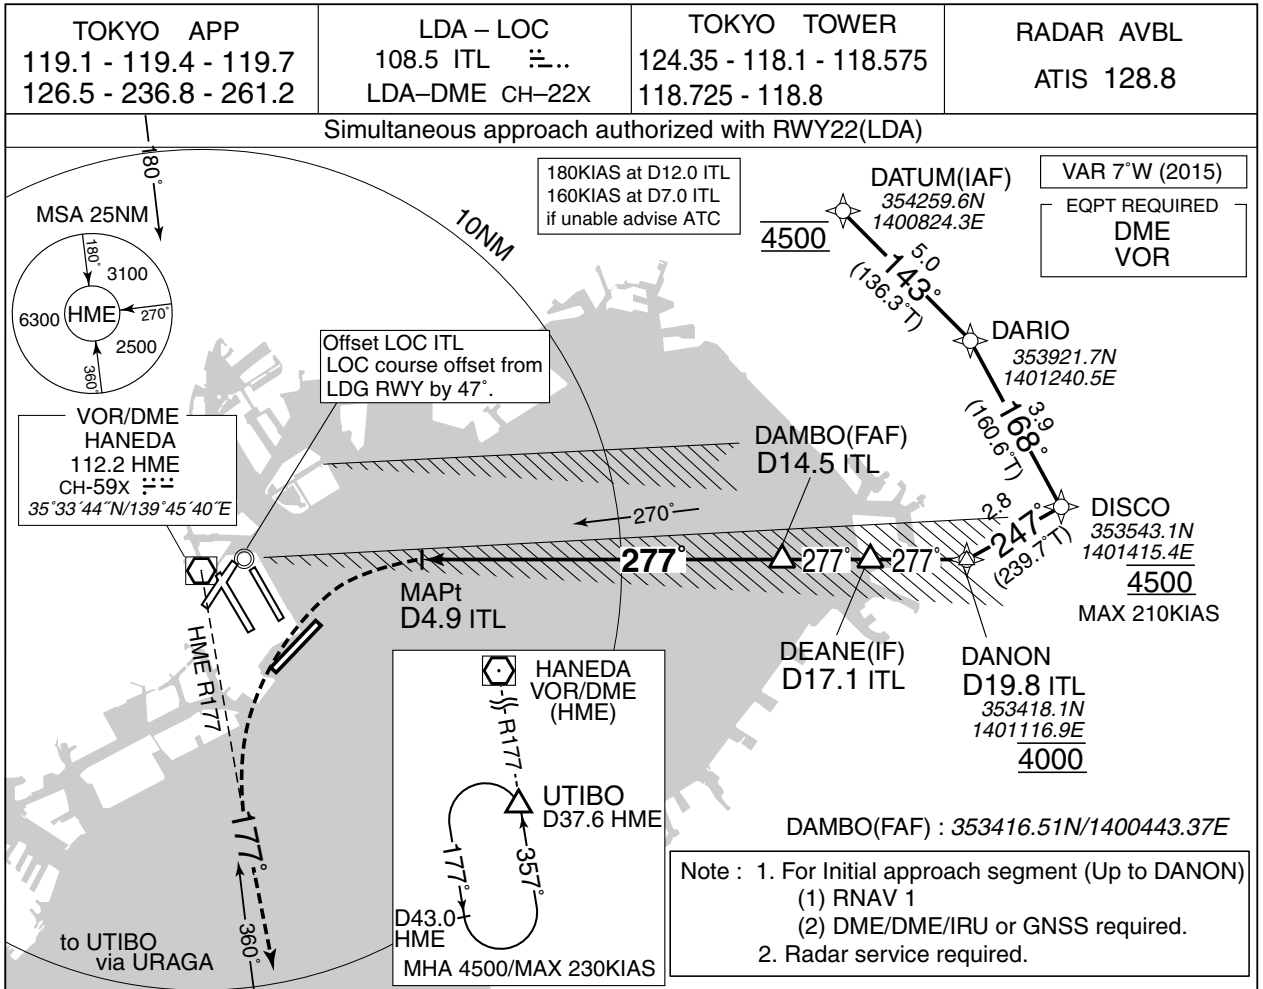 TOKYO APP
119.1 - 119.4 - 119.7
126.5 - 236.8 - 261.2
LDA – LOC
108.5 ITL
LDA–DME CH–22X
TOKYO TOWER
124.35 - 118.1 - 118.575
118.725 - 118.8
RADAR AVBL
ATIS 128.8
Simultaneous approach authorized with RWY22(LDA)
180°
MSA 25NM
180°
3100
6300
HME
270°
2500
360°
10NM
180KIAS at D12.0 ITL
160KIAS at D7.0 ITL
if unable advise ATC
DATUM(IAF)
354259.6N
1400824.3E
4500
VAR 7°W (2015)
EQPT REQUIRED
DME
VOR
5.0
143°
(136.3°T)
DARIO
353921.7N
1401240.5E
Offset LOC ITL
LOC course offset from
LDG RWY by 47°.
3.9
168°
(160.6°T)
VOR/DME
HANEDA
112.2 HME
CH-59X
35°33´44˝N/139°45´40˝E
DAMBO(FAF)
D14.5 ITL
270°
2.8
247°
(239.7°T)
DISCO
353543.1N
1401415.4E
4500
MAX 210KIAS
277°
277°
277°
MAPt
D4.9 ITL
DEANE(IF)
D17.1 ITL
DANON
D19.8 ITL
353418.1N
1401116.9E
4000
HME R177
HANEDA
VOR/DME
(HME)
R177
UTIBO
D37.6 HME
177°
357°
D43.0
HME
MHA 4500/MAX 230KIAS
177°
360°
to UTIBO
via URAGA
DAMBO(FAF) : 353416.51N/1400443.37E
Note : 1. For Initial approach segment (Up to DANON)
(1) RNAV 1
(2) DME/DME/IRU or GNSS required.
2. Radar service required.